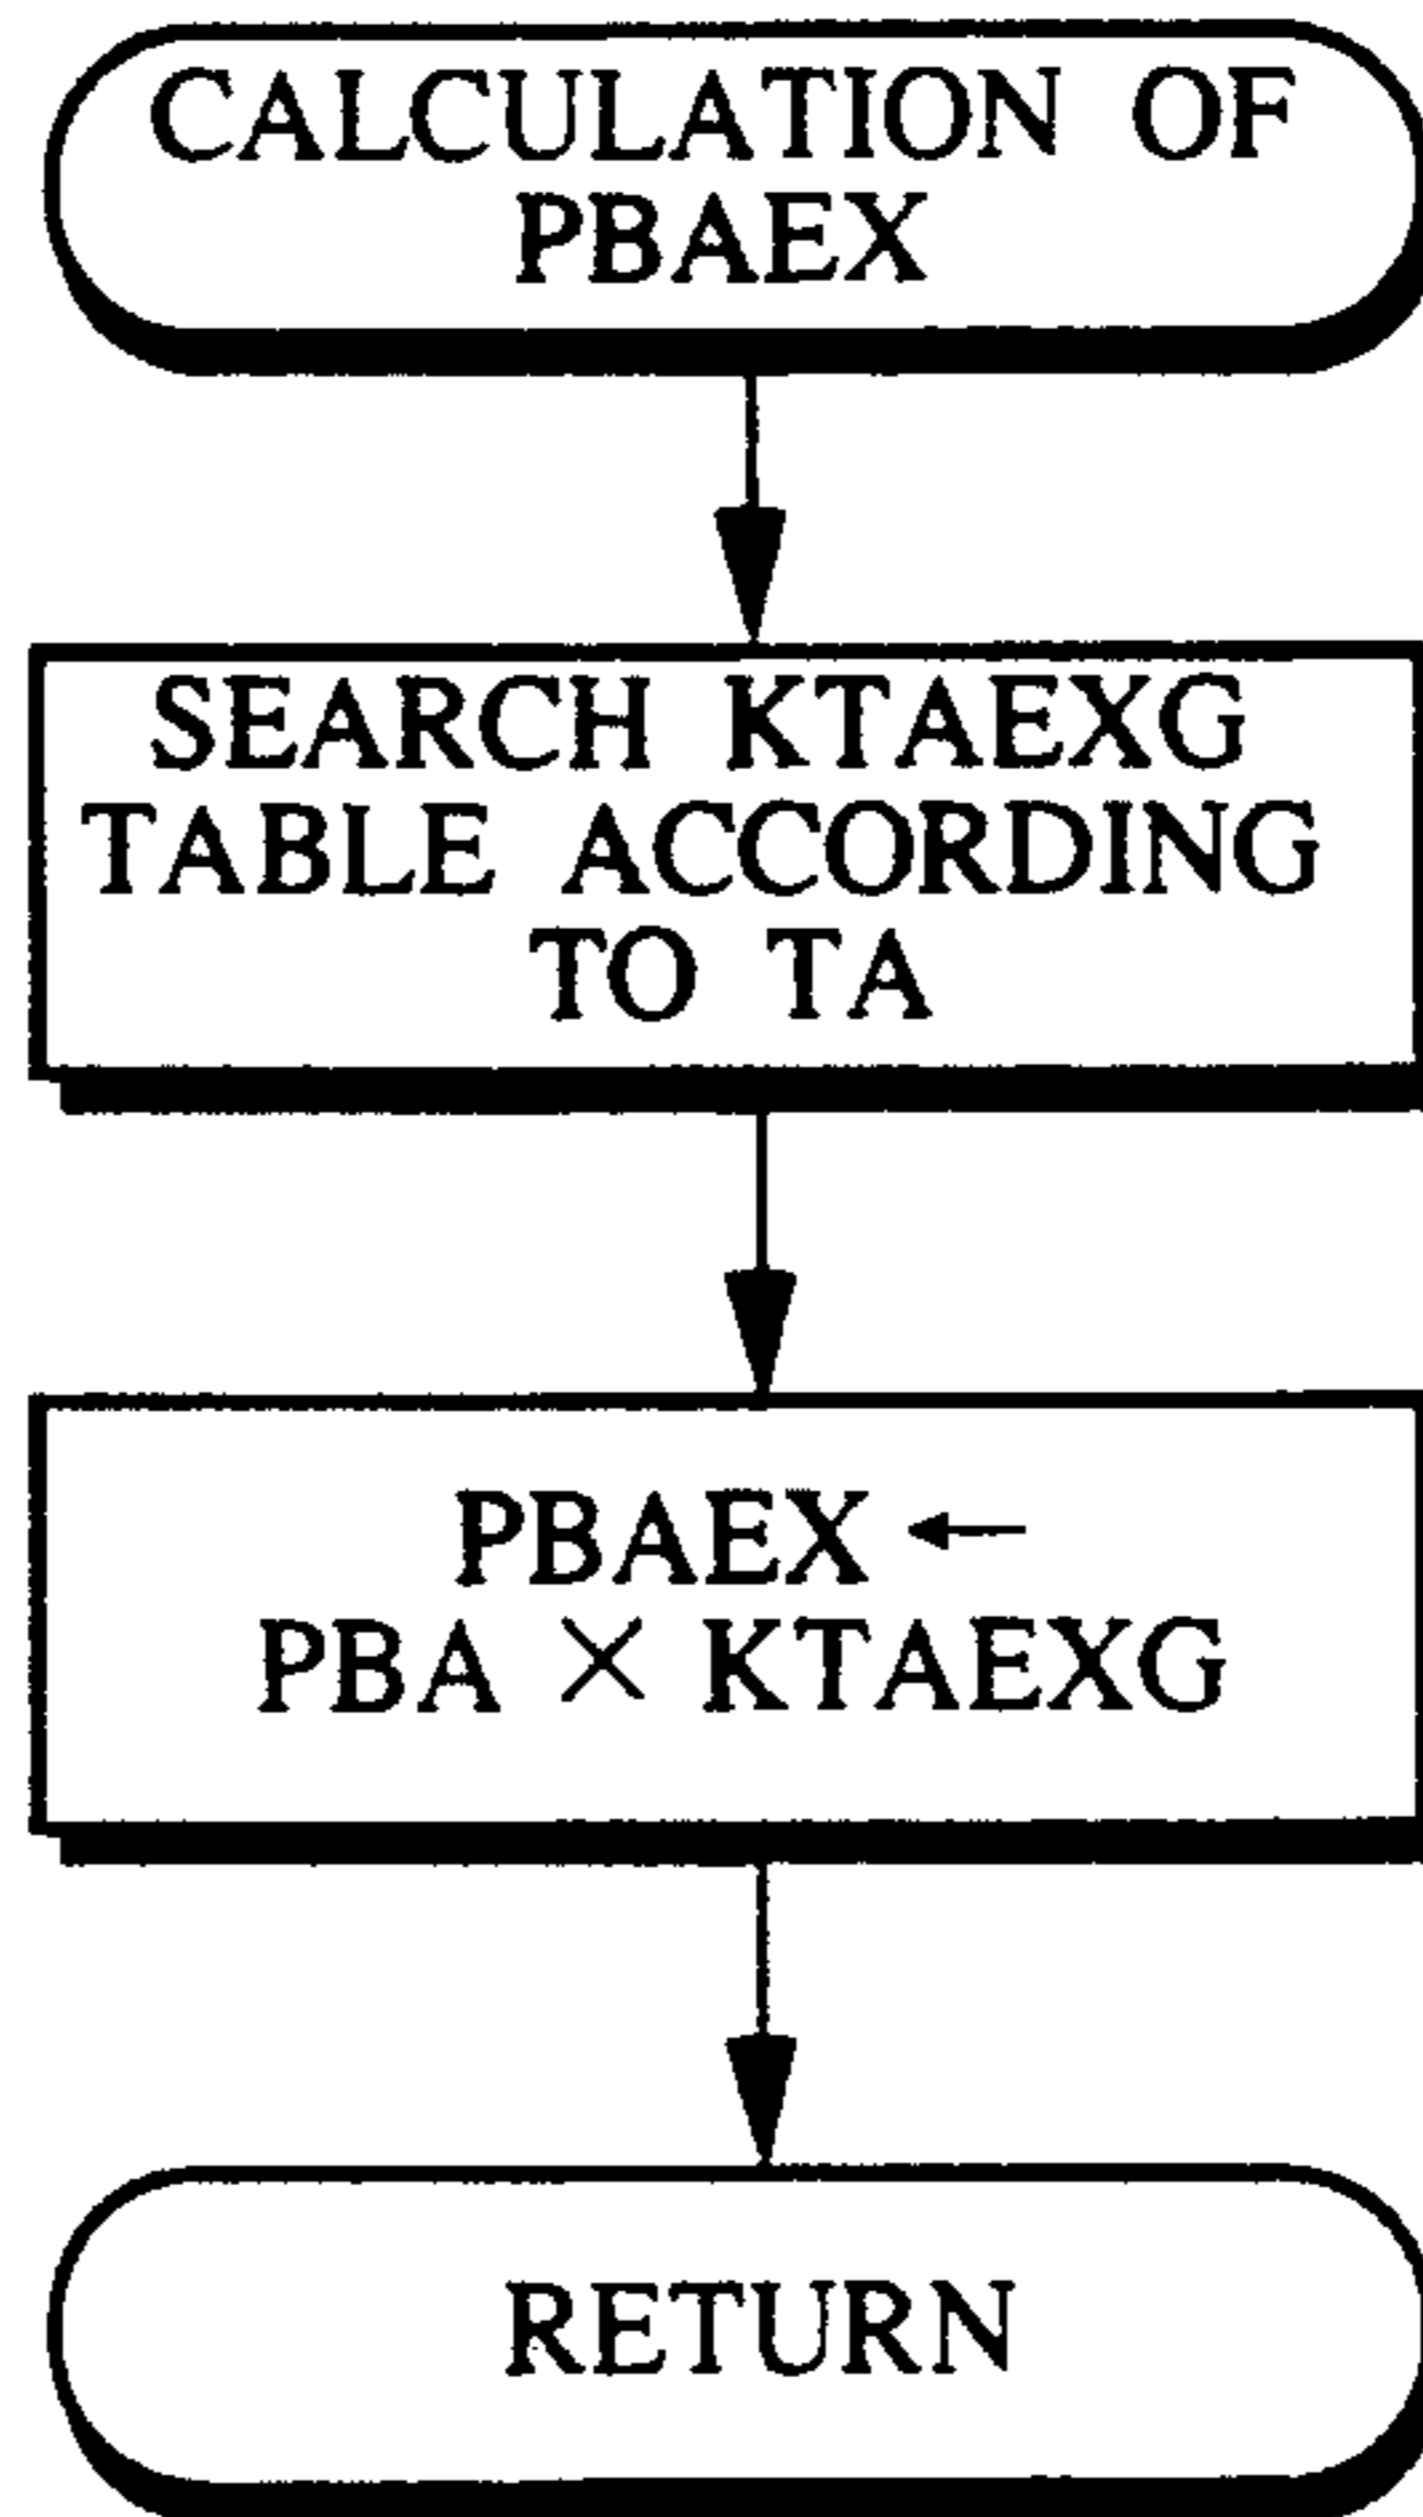 CALCULATION OF
PBAEX
SEARCH KTAEXG
TABLE ACCORDING
TO TA
PBAEX ←
PBA × KTAEXG
RETURN